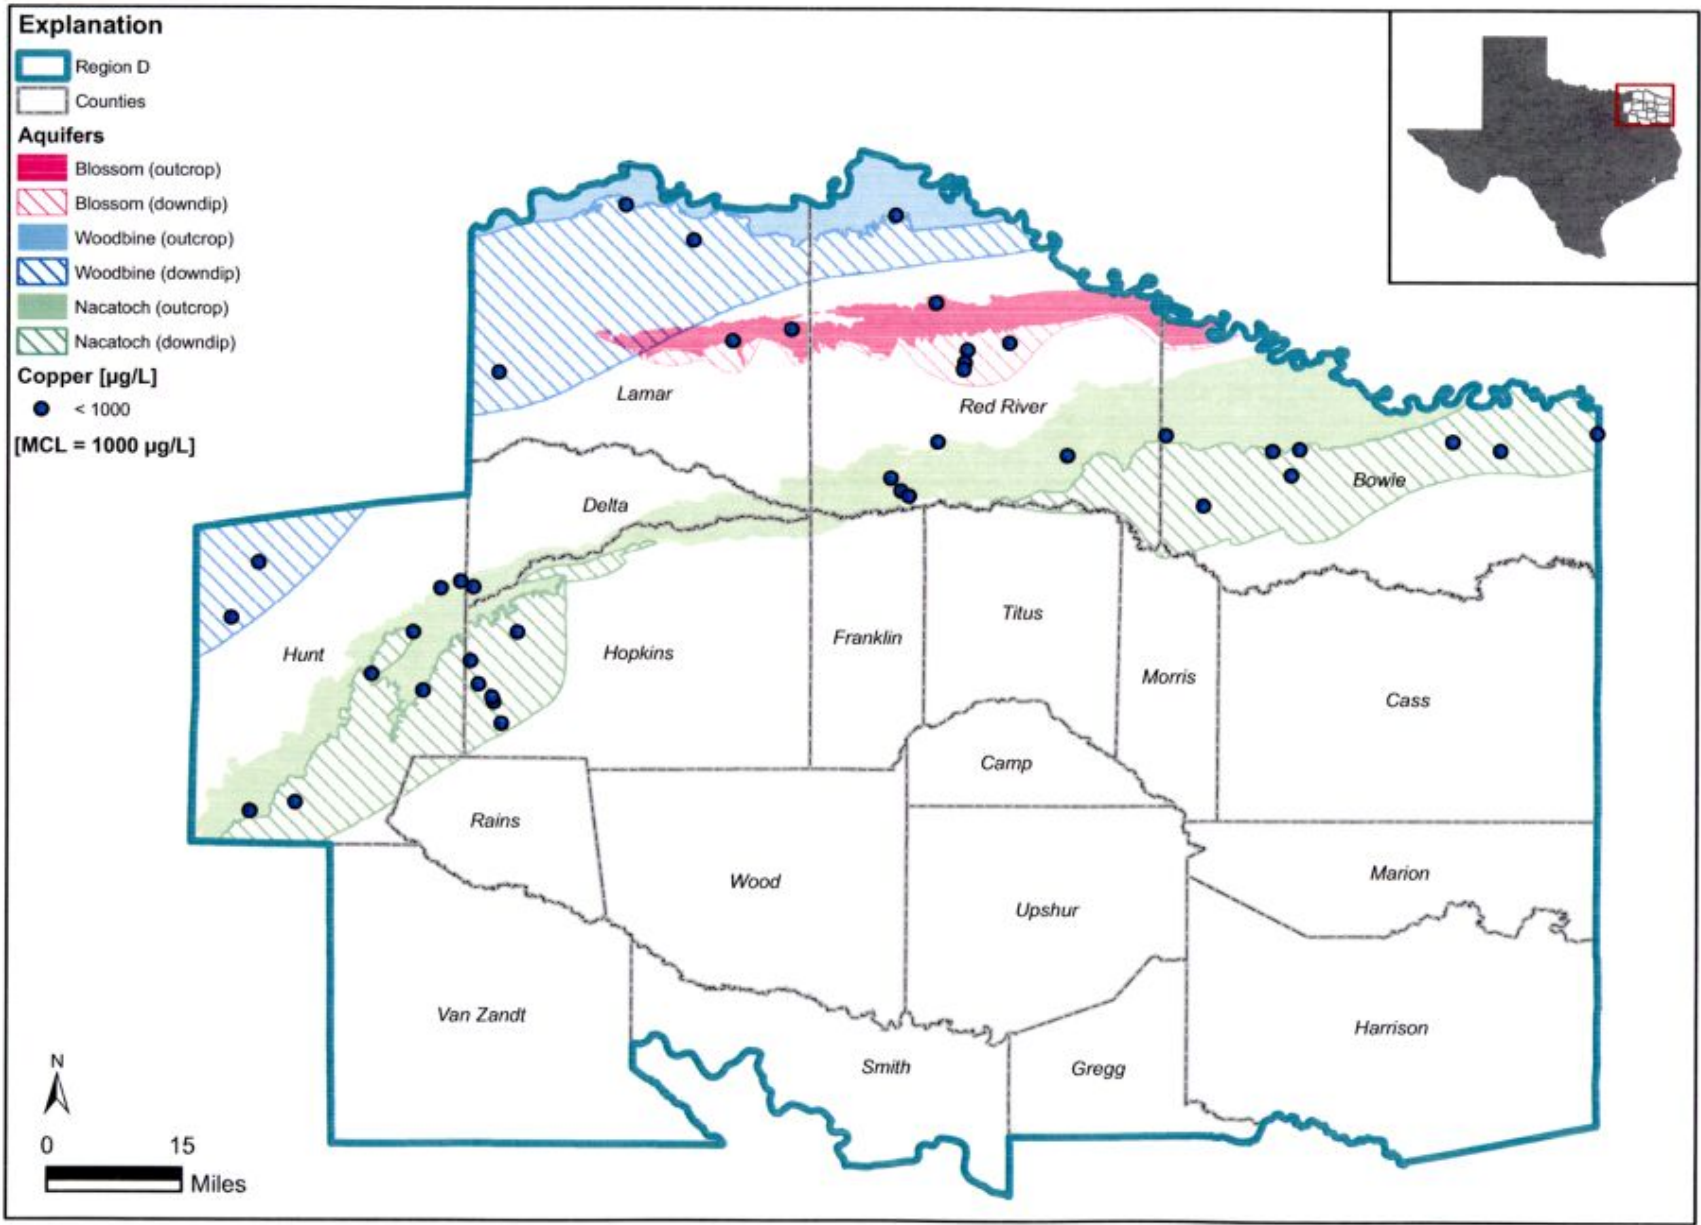 Explanation
Region D
Counties
Aquifers
Blossom (outcrop)
Blossom (downdip)
Woodbine (outcrop)
Woodbine (downdip)
Nacatoch (outcrop)
Nacatoch (downdip)
Copper [µg/L]
< 1000
[MCL = 1000 µg/L]
Lamar
Red River
Bowie
Delta
Hunt
Hopkins
Franklin
Titus
Morris
Cass
Camp
Rains
Wood
Upshur
Marion
Van Zandt
Smith
Gregg
Harrison
N
0 15
Miles